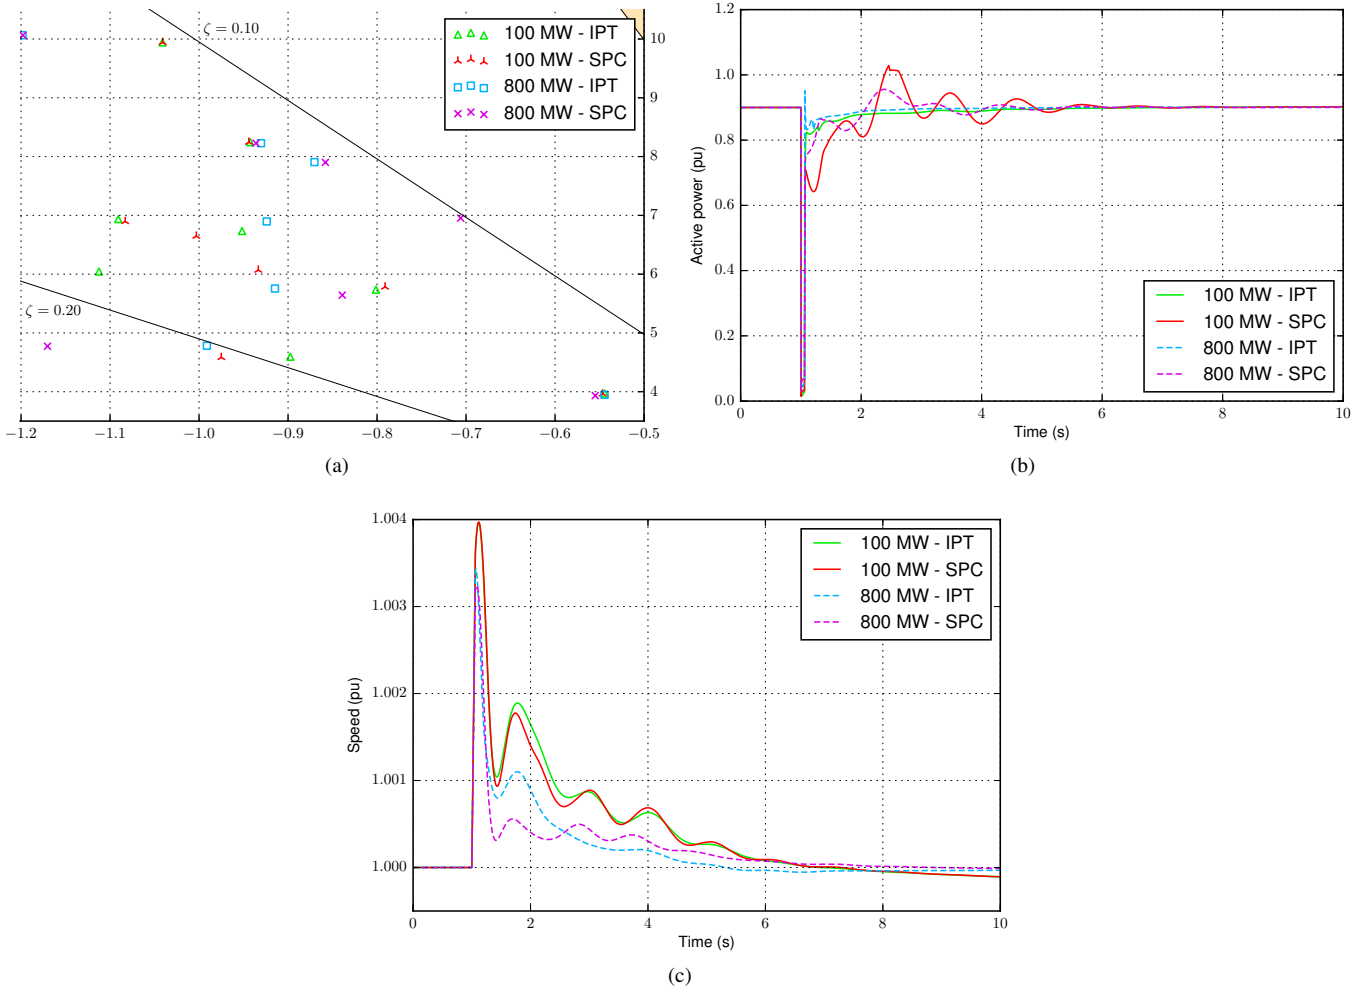 ζ = 0.10
ζ = 0.20
100 MW - IPT
100 MW - SPC
800 MW - IPT
800 MW - SPC
10
9
8
7
6
5
4
−1.2 −1.1 −1.0 −0.9 −0.8 −0.7 −0.6 −0.5
(a)
1.2
1.0
0.8
0.6
0.4
0.2
0.0
Active power (pu)
100 MW - IPT
100 MW - SPC
800 MW - IPT
800 MW - SPC
0 2 4 6 8 10
Time (s)
(b)
1.004
1.003
1.002
1.001
1.000
Speed (pu)
100 MW - IPT
100 MW - SPC
800 MW - IPT
800 MW - SPC
0 2 4 6 8 10
Time (s)
(c)